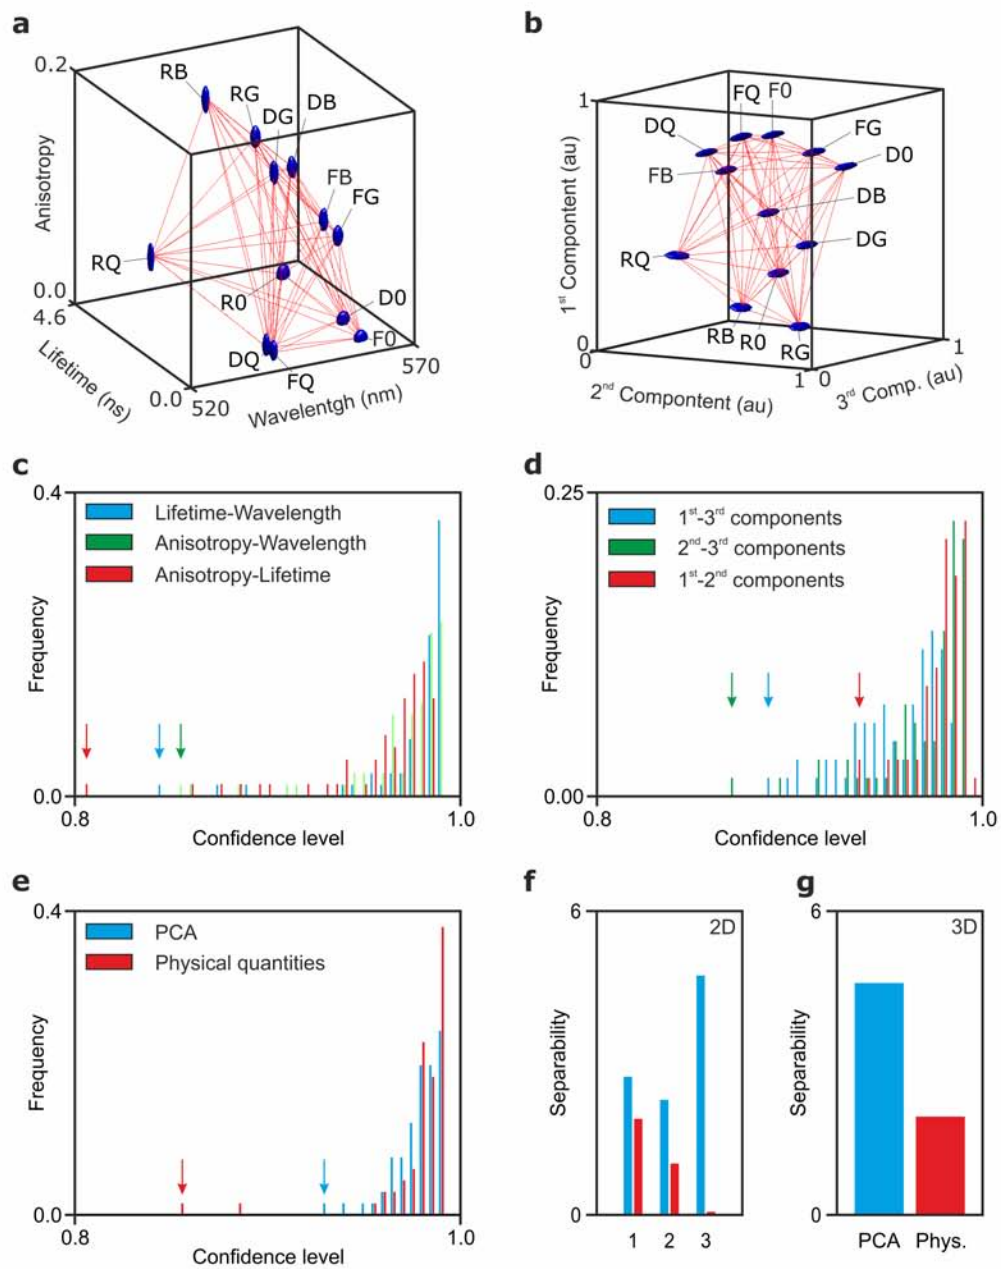 a
0.2
Anisotropy
0.0
4.6
Lifetime (ns)
0.0
520
Wavelentgh (nm)
570
RB
RG
DG
DB
FB
FG
RQ
R0
D0
F0
DQ
FQ
b
1
1st Compontent (au)
0
0
2nd Compontent (au)
1
0
3rd Comp. (au)
1
FQ
F0
DQ
FG
FB
D0
DB
DG
RQ
RB
R0
RG
c
0.4
Lifetime-Wavelength
Anisotropy-Wavelength
Anisotropy-Lifetime
Frequency
0.0
0.8
1.0
Confidence level
d
0.25
1st-3rd components
2nd-3rd components
1st-2nd components
Frequency
0.00
0.8
1.0
Confidence level
e
0.4
PCA
Physical quantities
Frequency
0.0
0.8
1.0
Confidence level
f
6
2D
Separability
0
1 2 3
g
6
3D
Separability
0
PCA Phys.